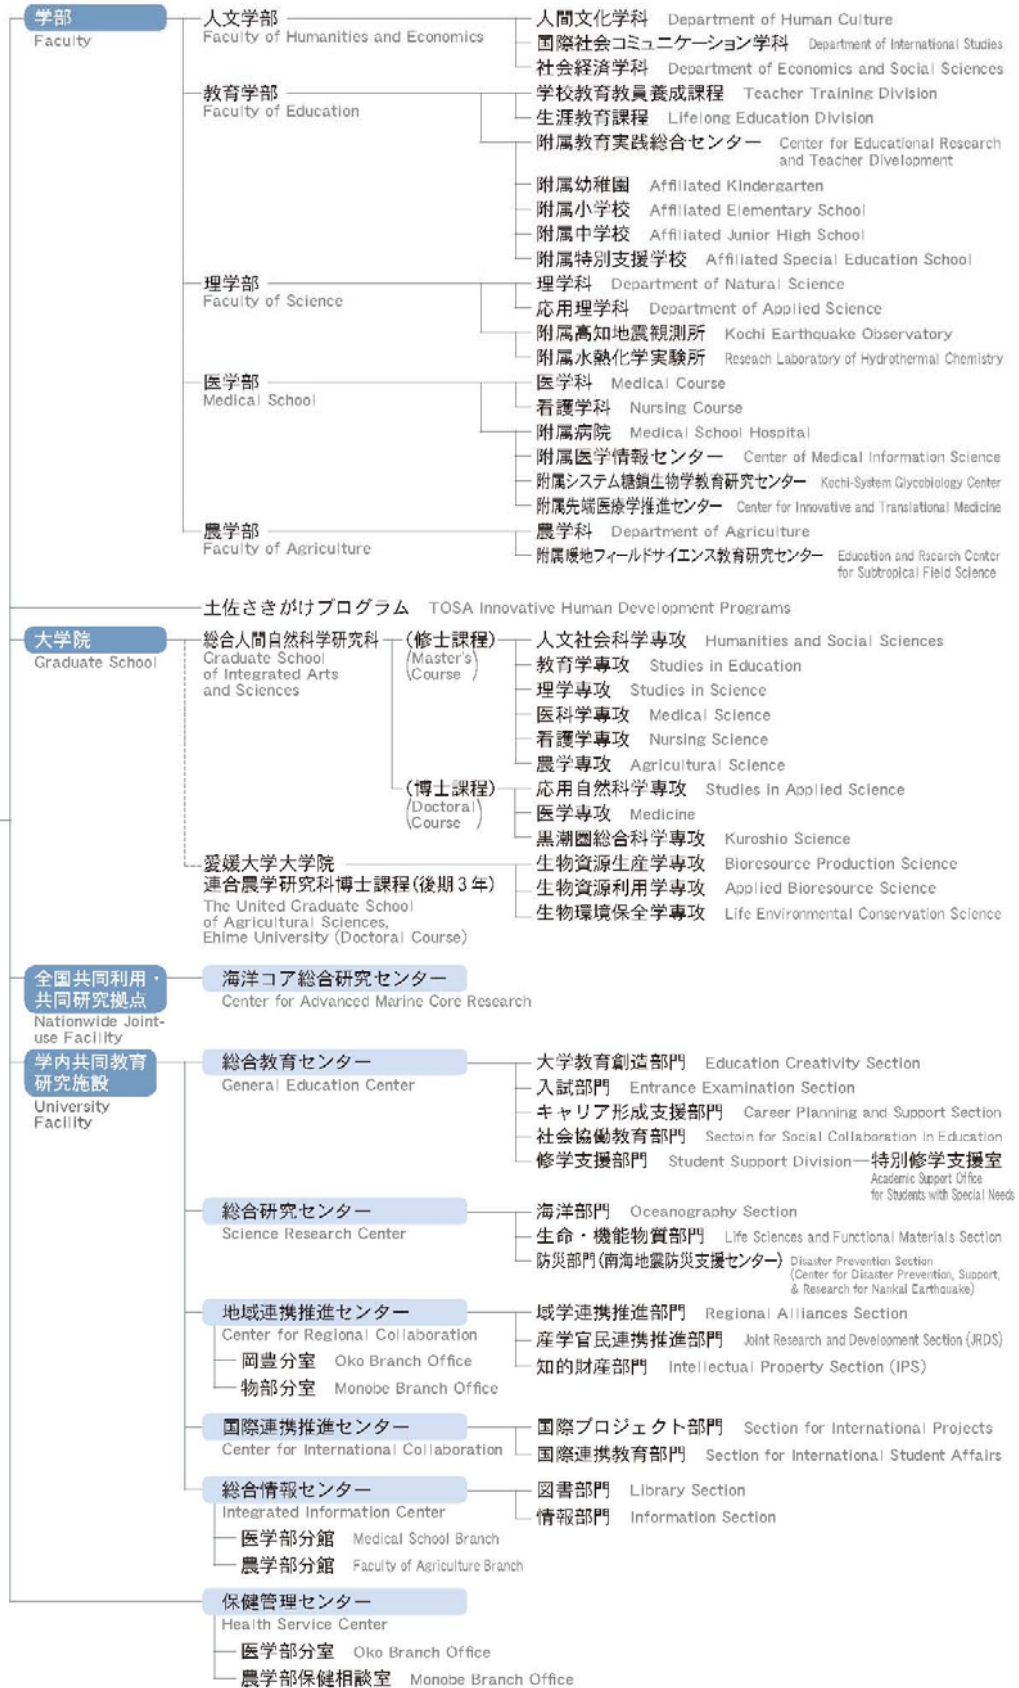 学部
Faculty
人文学部
Faculty of Humanities and Economics
人間文化学科 Department of Human Culture
国際社会コミュニケーション学科 Department of International Studies
社会経済学科 Department of Economics and Social Sciences
教育学部
Faculty of Education
学校教育教員養成課程 Teacher Training Division
生涯教育課程 Lifelong Education Division
附属教育実践総合センター Center for Educational Research
and Teacher Divelopment
附属幼稚園 Affiliated Kindergarten
附属小学校 Affiliated Elementary School
附属中学校 Affiliated Junior High School
附属特別支援学校 Affiliated Special Education School
理学部
Faculty of Science
理学科 Department of Natural Science
応用理学科 Department of Applied Science
附属高知地震観測所 Kochi Earthquake Observatory
附属水熱化学実験所 Reseach Laboratory of Hydrothermal Chemistry
医学部
Medical School
医学科 Medical Course
看護学科 Nursing Course
附属病院 Medical School Hospital
附属医学情報センター Center of Medical Information Science
附属システム糖鎖生物学教育研究センター Kochi-System Glycobiology Center
附属先端医療学推進センター Center for Innovative and Translational Medicine
農学部
Faculty of Agriculture
農学科 Department of Agriculture
附属暖地フィールドサイエンス教育研究センター Education and Rsearch Center
for Subtropical Field Science
土佐さきがけプログラム TOSA Innovative Human Development Programs
大学院
Graduate School
総合人間自然科学研究科
Graduate School
of Integrated Arts
and Sciences
(修士課程)
(Master's
Course)
人文社会科学専攻 Humanities and Social Sciences
教育学専攻 Studies in Education
理学専攻 Studies in Science
医科学専攻 Medical Science
看護学専攻 Nursing Science
農学専攻 Agricultural Science
(博士課程)
(Doctoral
Course)
応用自然科学専攻 Studies in Applied Science
医学専攻 Medicine
黒潮圏総合科学専攻 Kuroshio Science
愛媛大学大学院
連合農学研究科博士課程(後期3年)
The United Graduate School
of Agricultural Sciences,
Ehime University (Doctoral Course)
生物資源生産学専攻 Bioresource Production Science
生物資源利用学専攻 Applied Bioresource Science
生物環境保全学専攻 Life Environmental Conservation Science
全国共同利用・
共同研究拠点
Nationwide Joint-
use Facility
海洋コア総合研究センター
Center for Advanced Marine Core Research
学内共同教育
研究施設
University
Facility
総合教育センター
General Education Center
大学教育創造部門 Education Creativity Section
入試部門 Entrance Examination Section
キャリア形成支援部門 Career Planning and Support Section
社会協働教育部門 Sectoin for Social Collaboration in Education
修学支援部門 Student Support Division 特別修学支援室
Academic Support Office
for Students with Special Needs
総合研究センター
Science Research Center
海洋部門 Oceanography Section
生命・機能物質部門 Life Sciences and Functional Materials Section
防災部門(南海地震防災支援センター) Disaster Prevention Section
(Center for Disaster Prevention, Support,
& Research for Nankai Earthquake)
地域連携推進センター
Center for Regional Collaboration
岡豊分室 Oko Branch Office
物部分室 Monobe Branch Office
域学連携推進部門 Regional Alliances Section
産学官民連携推進部門 Joint Research and Development Section (JRDS)
知的財産部門 Intellectual Property Section (IPS)
国際連携推進センター
Center for International Collaboration
国際プロジェクト部門 Section for International Projects
国際連携教育部門 Section for International Student Affairs
総合情報センター
Integrated Information Center
医学部分館 Medical School Branch
農学部分館 Faculty of Agriculture Branch
図書部門 Library Section
情報部門 Information Section
保健管理センター
Health Service Center
医学部分室 Oko Branch Office
農学部保健相談室 Monobe Branch Office